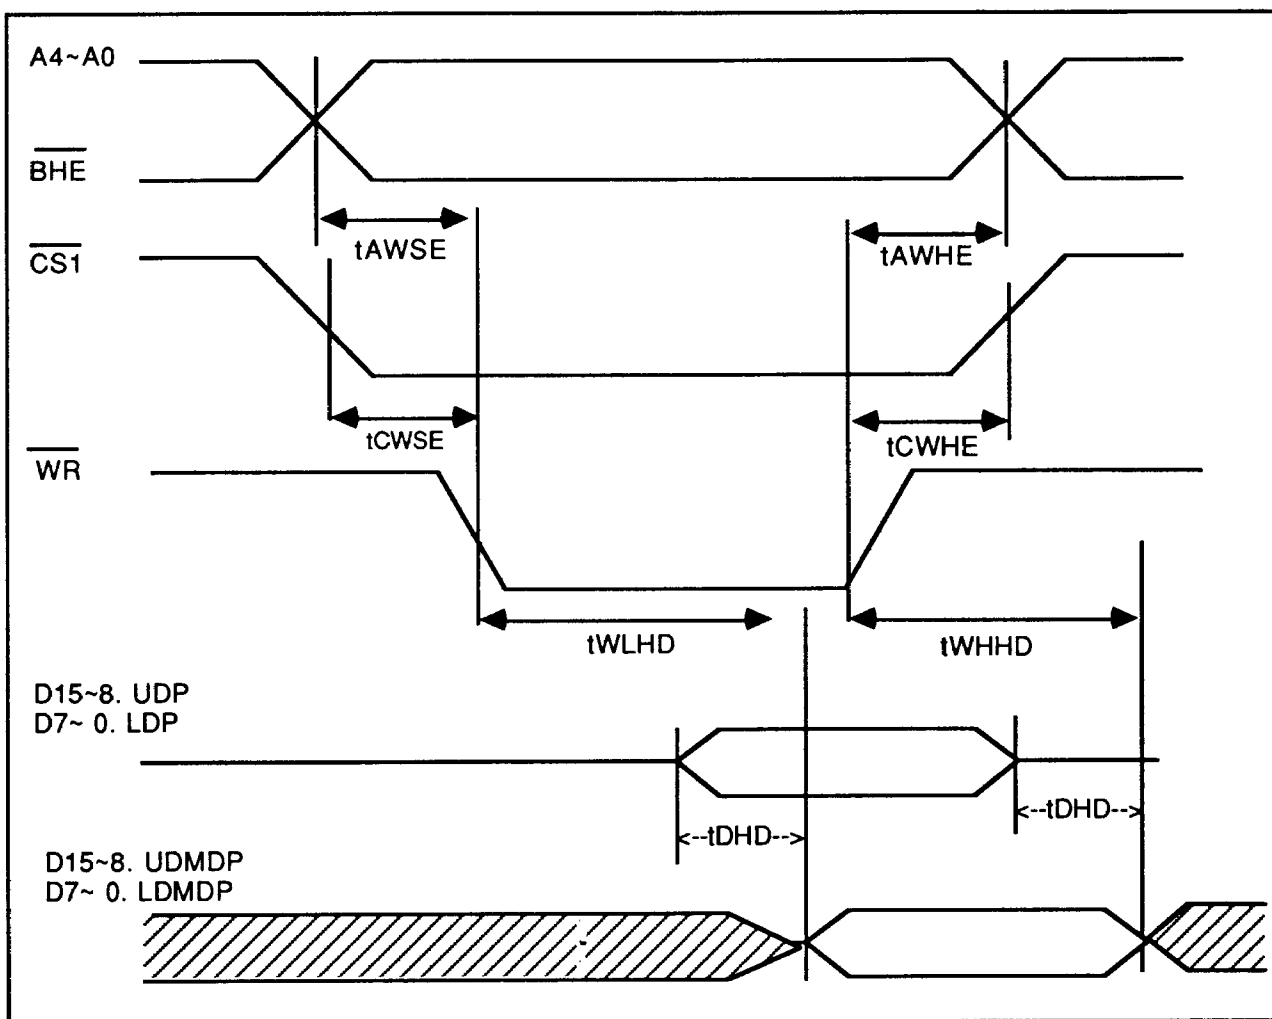 A4~A0
BHE
tAWSE
tAWHE
CS1
tCWSE
tCWHE
WR
tWLHD
tWHHD
D15~8. UDP
D7~ 0. LDP
<--tDHD-->
<--tDHD-->
D15~8. UDMDP
D7~ 0. LDMDP